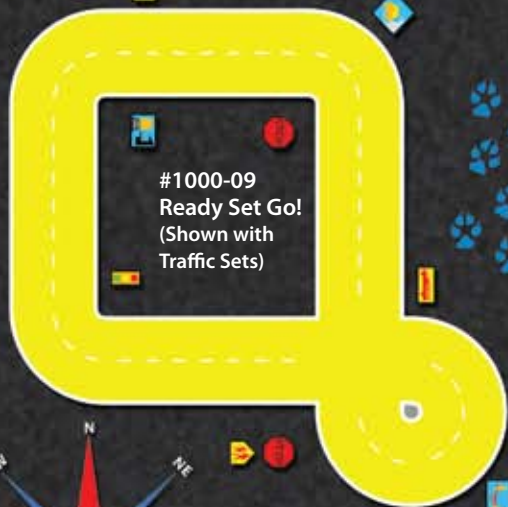 #1000-09
Ready Set Go!
(Shown with
Traffic Sets)
N
NE